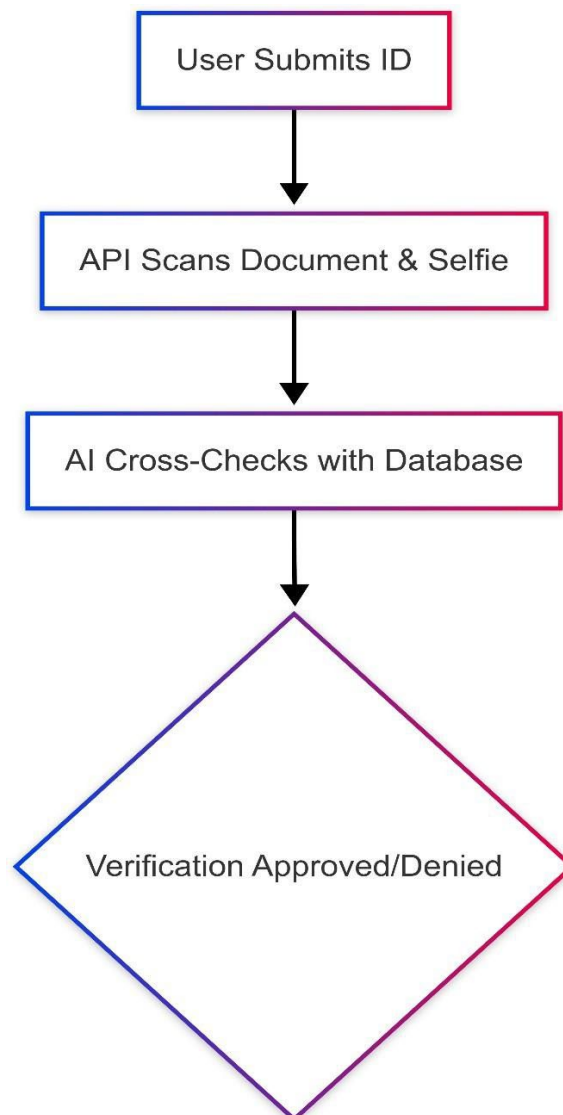 User Submits ID
API Scans Document & Selfie
AI Cross-Checks with Database
Verification Approved/Denied